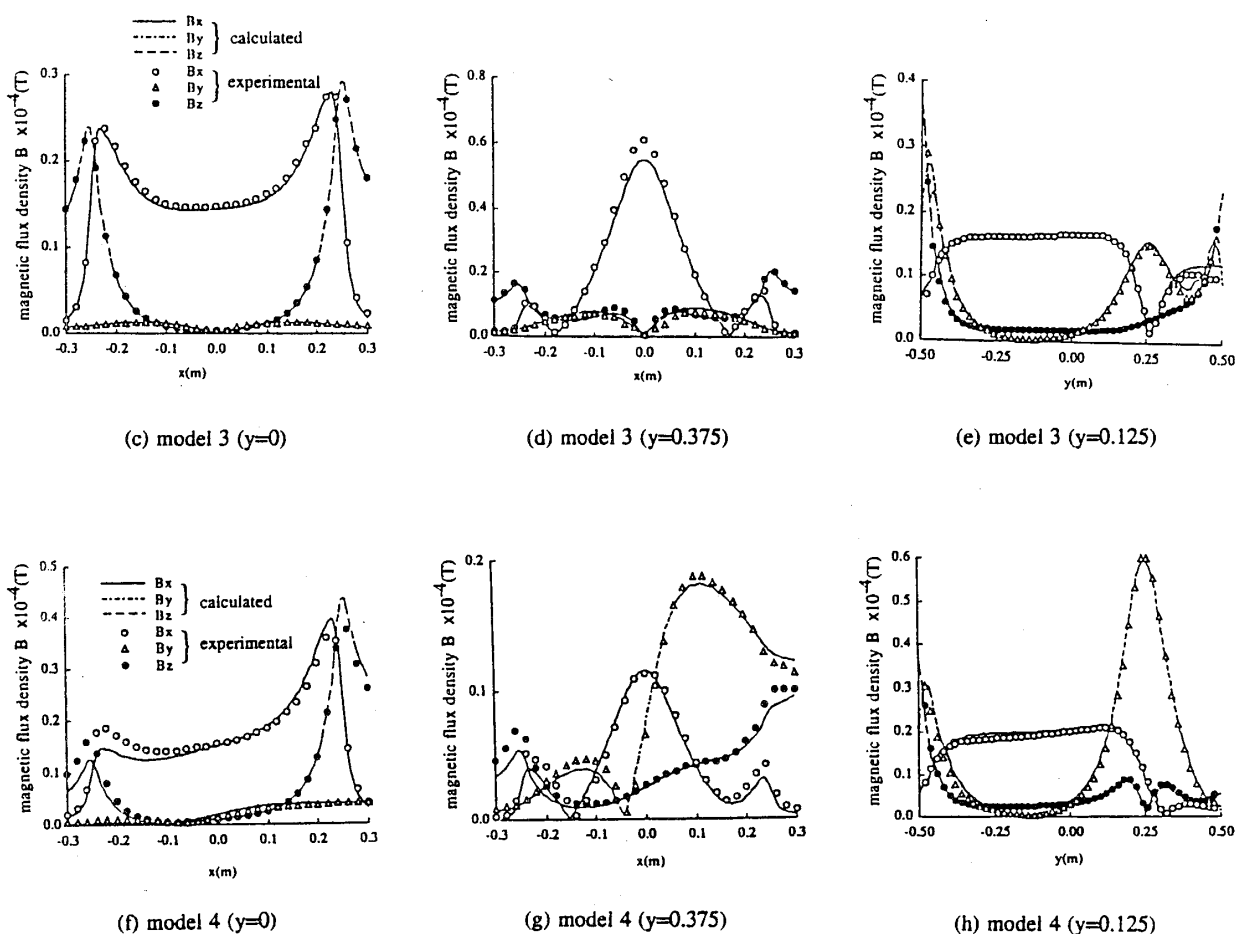 Bx
By } calculated
Bz
Bx
By } experimental
Bz
magnetic flux density B x10⁻⁴(T)
0.3
0.2
0.1
0.0
-0.3 -0.2 -0.1 0.0 0.1 0.2 0.3
x(m)
(c) model 3 (y=0)
magnetic flux density B x10⁻⁴(T)
0.8
0.6
0.4
0.2
0.0
-0.3 -0.2 -0.1 0.0 0.1 0.2 0.3
x(m)
(d) model 3 (y=0.375)
magnetic flux density B x10⁻⁴(T)
0.4
0.3
0.2
0.1
0.0
-0.50 -0.25 0.00 0.25 0.50
y(m)
(e) model 3 (y=0.125)
Bx
By } calculated
Bz
Bx
By } experimental
Bz
magnetic flux density B x10⁻⁴(T)
0.5
0.4
0.3
0.2
0.1
0.0
-0.3 -0.2 -0.1 0.0 0.1 0.2 0.3
x(m)
(f) model 4 (y=0)
magnetic flux density B x10⁻⁴(T)
0.2
0.1
0.0
-0.3 -0.2 -0.1 0.0 0.1 0.2 0.3
x(m)
(g) model 4 (y=0.375)
magnetic flux density B x10⁻⁴(T)
0.6
0.5
0.4
0.3
0.2
0.1
0.0
-0.50 -0.25 0.00 0.25 0.50
y(m)
(h) model 4 (y=0.125)